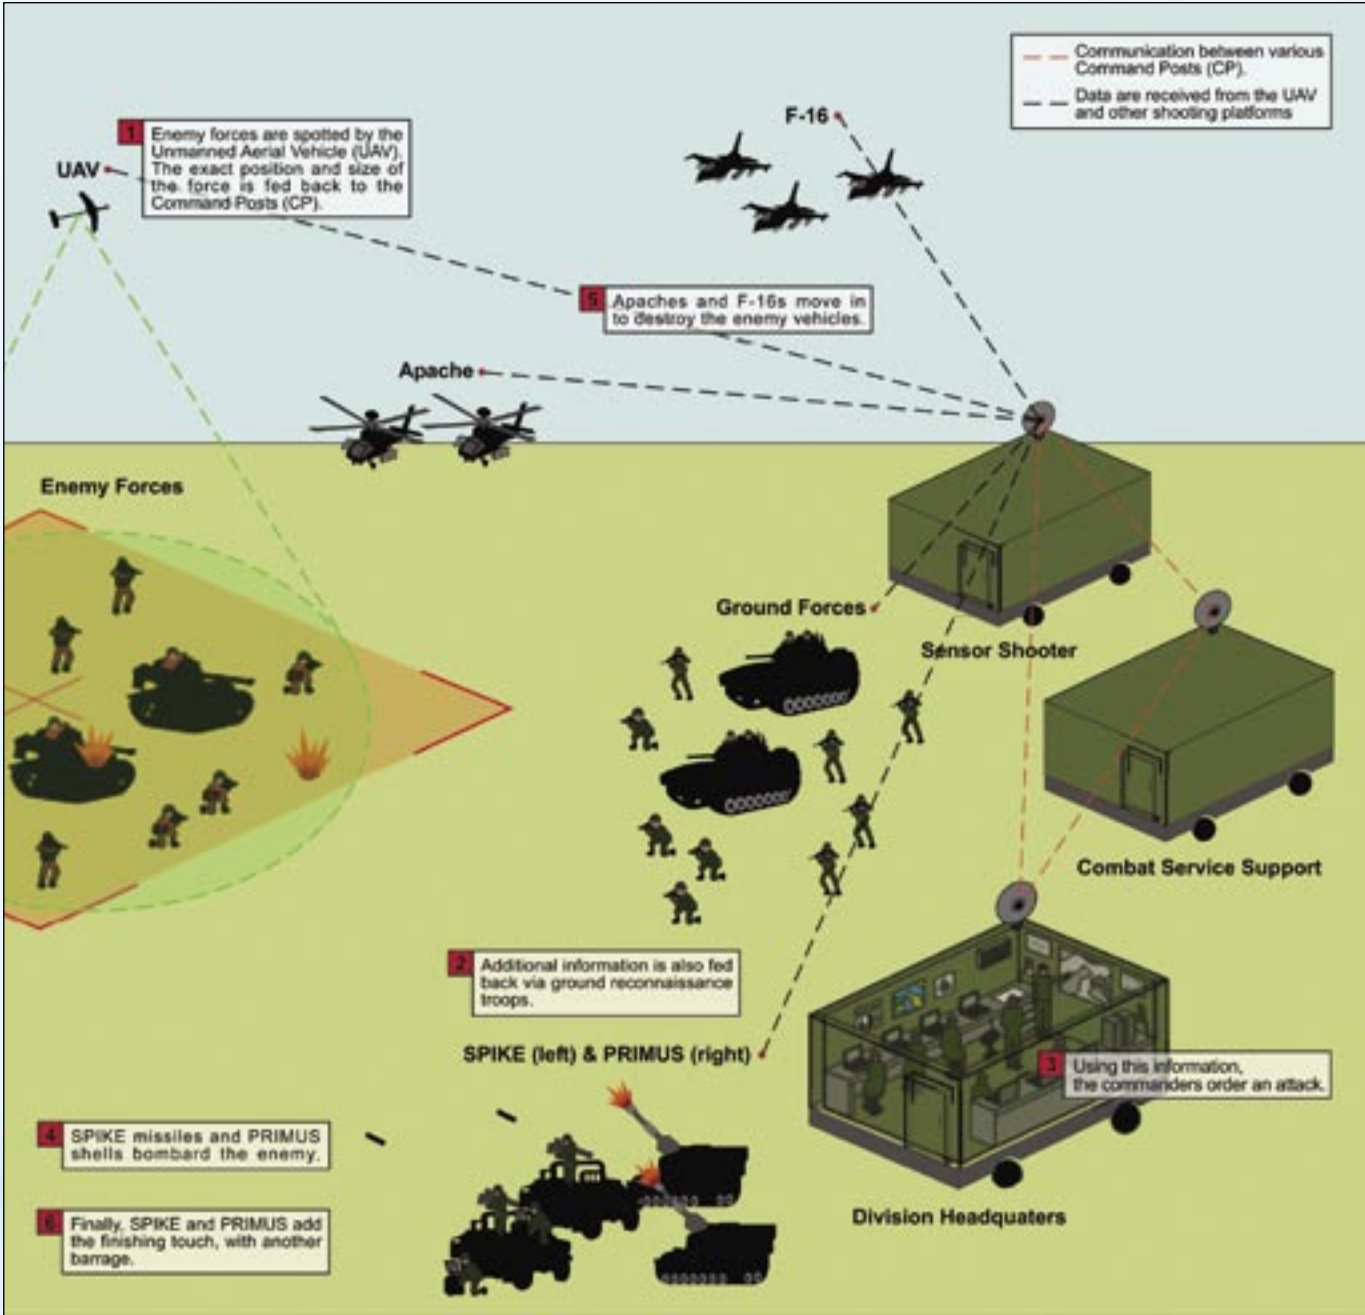 Communication between various
Command Posts (CP).
Data are received from the UAV
and other shooting platforms
F-16
1
Enemy forces are spotted by the
Unmanned Aerial Vehicle (UAV).
The exact position and size of
the force is fed back to the
Command Posts (CP).
UAV
5
Apaches and F-16s move in
to destroy the enemy vehicles.
Apache
Enemy Forces
Ground Forces
Sensor Shooter
Combat Service Support
2
Additional information is also fed
back via ground reconnaissance
troops.
SPIKE (left) & PRIMUS (right)
3
Using this information,
the commanders order an attack.
4
SPIKE missiles and PRIMUS
shells bombard the enemy.
Division Headquaters
6
Finally, SPIKE and PRIMUS add
the finishing touch, with another
barrage.